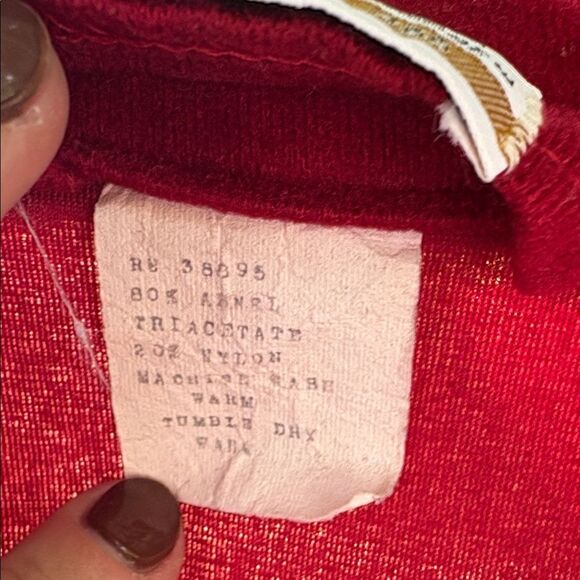 RN 38895
80% ARNEL
TRIACETATE
20% NYLON
MACHINE WASH
WARM
TUMBLE DRY
WARM